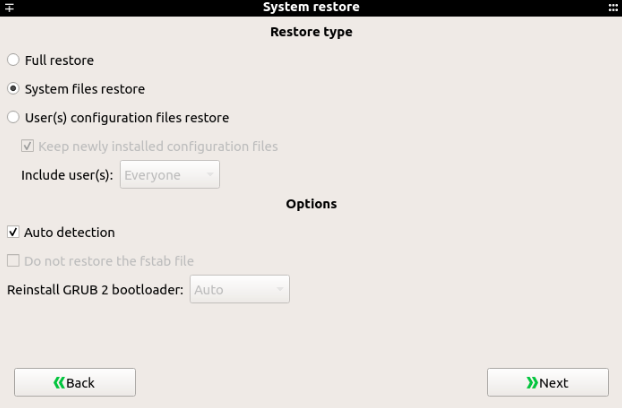 System restore
Restore type
Full restore
System files restore
User(s) configuration files restore
Keep newly installed configuration files
Include user(s): Everyone
Options
Auto detection
Do not restore the fstab file
Reinstall GRUB 2 bootloader: Auto
Back Next